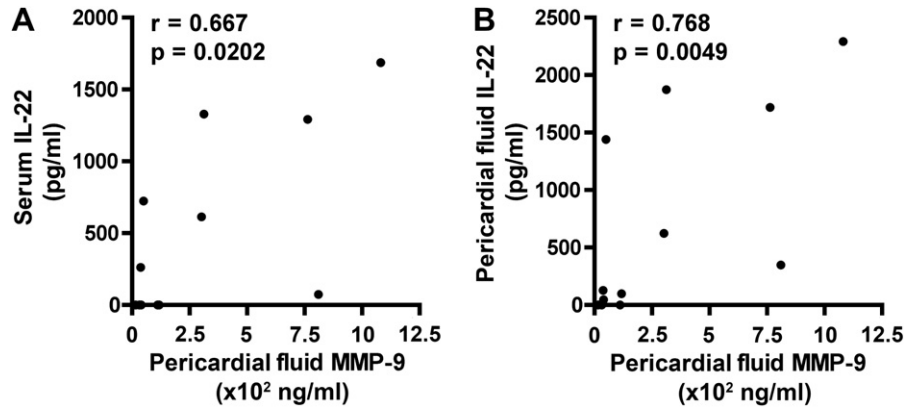 A
r = 0.667
p = 0.0202
Serum IL-22
(pg/ml)
2000
1500
1000
500
0
0 2.5 5 7.5 10 12.5
Pericardial fluid MMP-9
(x10² ng/ml)
B
r = 0.768
p = 0.0049
Pericardial fluid IL-22
(pg/ml)
2500
2000
1500
1000
500
0
0 2.5 5 7.5 10 12.5
Pericardial fluid MMP-9
(x10² ng/ml)